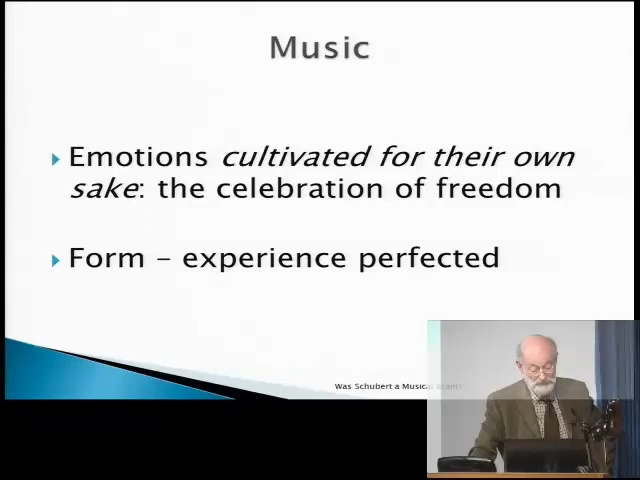 Music
Emotions cultivated for their own
sake: the celebration of freedom
Form – experience perfected
Was Schubert a Musical